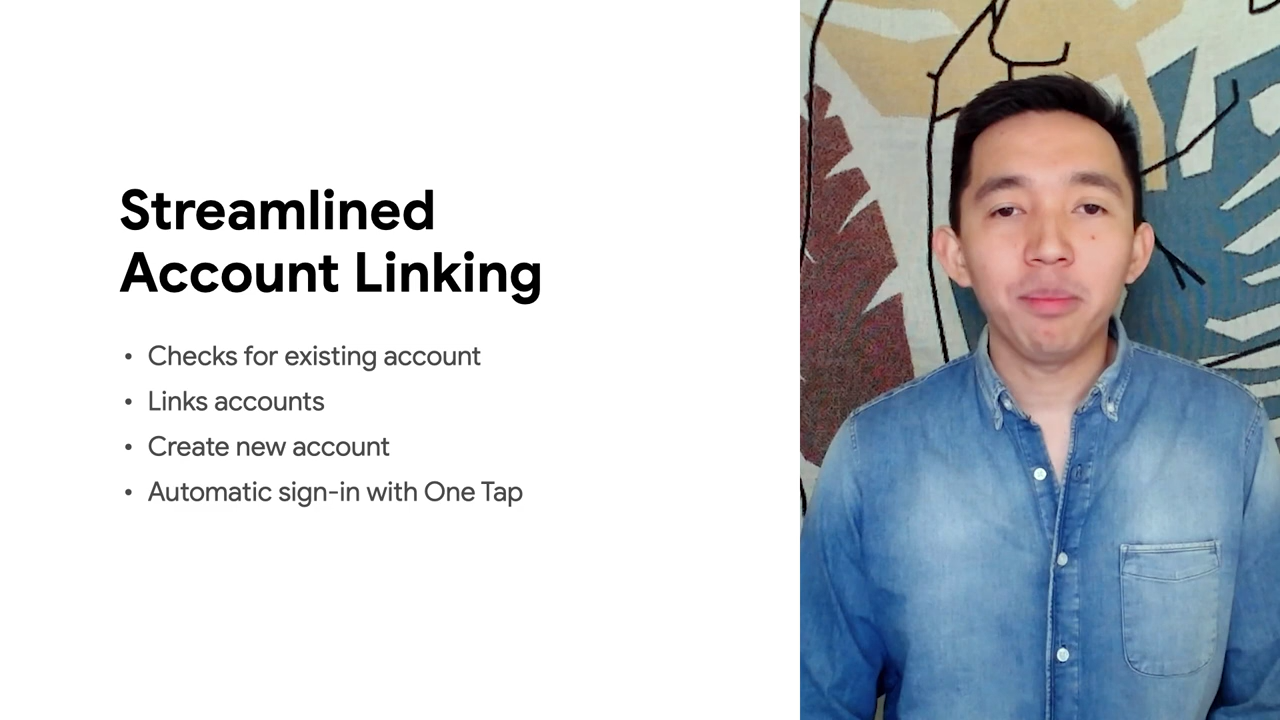 Streamlined
Account Linking
• Checks for existing account
• Links accounts
• Create new account
• Automatic sign-in with One Tap